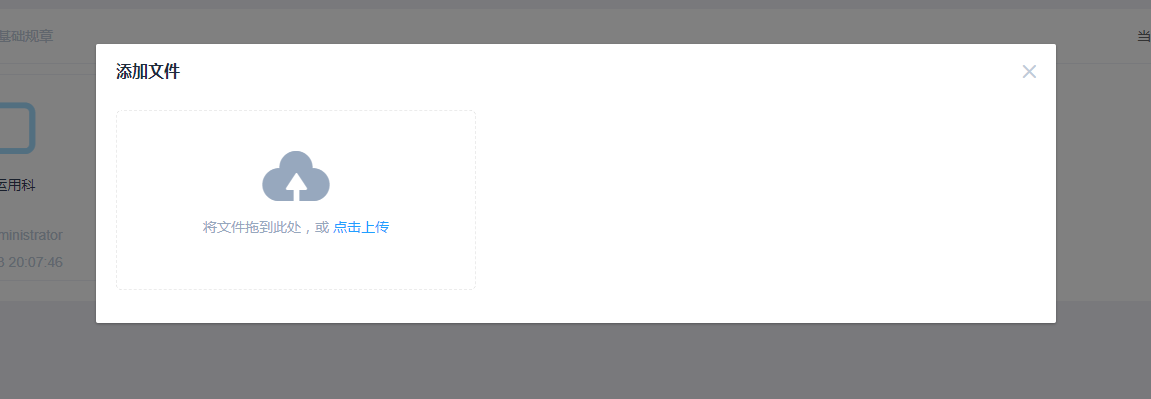 基础规章
当
添加文件
运用科
将文件拖到此处，或 点击上传
ministrator
20:07:46